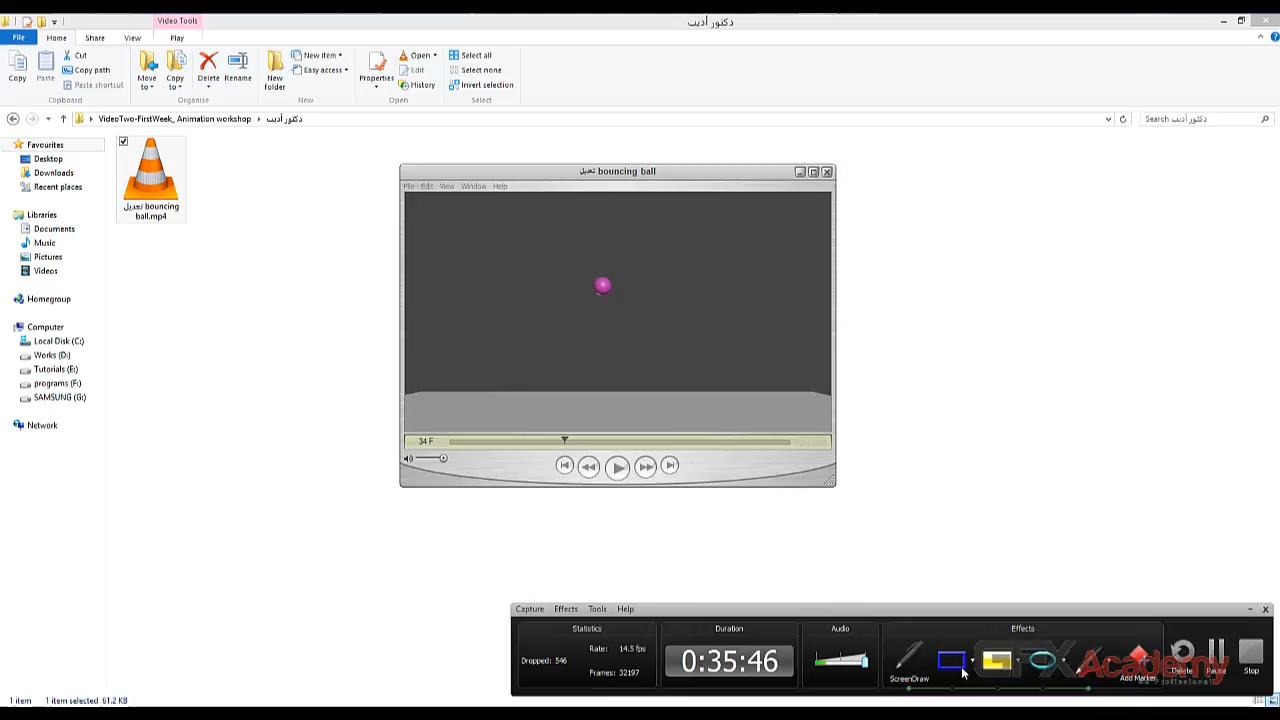 Video Tools
دكتور أديب
File
Home
Share
View
Play
Copy
Paste
Cut
Copy path
Paste shortcut
Move to
Copy to
Delete
Rename
New folder
New item
Easy access
Properties
Open
Edit
History
Select all
Select none
Invert selection
Clipboard
Organise
New
Open
Select
VideoTwo-FirstWeek_ Animation workshop
دكتور أديب
Search دكتور أديب
Favourites
Desktop
Downloads
Recent places
Libraries
Documents
Music
Pictures
Videos
Homegroup
Computer
Local Disk (C:)
Works (D:)
Tutorials (E:)
programs (F:)
SAMSUNG (G:)
Network
تعديل bouncing
ball.mp4
تعديل bouncing ball
File Edit View Window Help
34 F
Capture Effects Tools Help
Statistics
Duration
Audio
Effects
Dropped: 546
Rate: 14.5 fps
Frames: 32197
0:35:46
ScreenDraw
Add Marker
Delete
Pause
Stop
GFXAcademy
1 item
1 item selected 61.2 KB